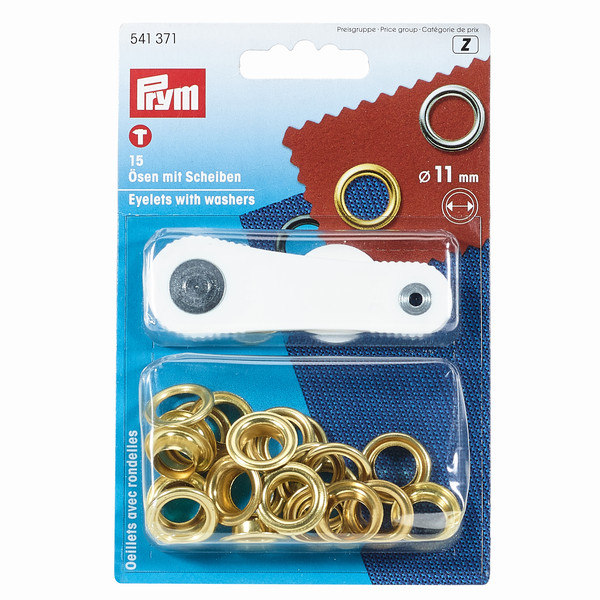 541 371
Preisgruppe · Price group · Catégorie de prix
Z
Prym
T
15
Ösen mit Scheiben
Eyelets with washers
ø 11 mm
Oeillets avec rondelles